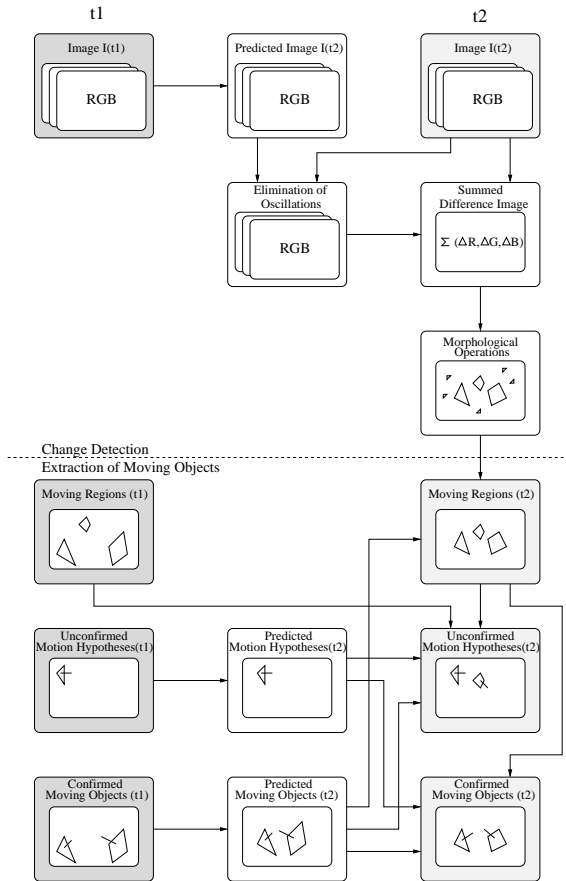 t1
t2
Image I(t1)
Predicted Image I(t2)
Image I(t2)
RGB
RGB
RGB
Elimination of
Oscillations
Summed
Difference Image
RGB
Σ (ΔR,ΔG,ΔB)
Morphological
Operations
Change Detection
Extraction of Moving Objects
Moving Regions (t1)
Moving Regions (t2)
Unconfirmed
Motion Hypotheses(t1)
Predicted
Motion Hypotheses(t2)
Unconfirmed
Motion Hypotheses(t2)
Confirmed
Moving Objects (t1)
Predicted
Moving Objects (t2)
Confirmed
Moving Objects (t2)